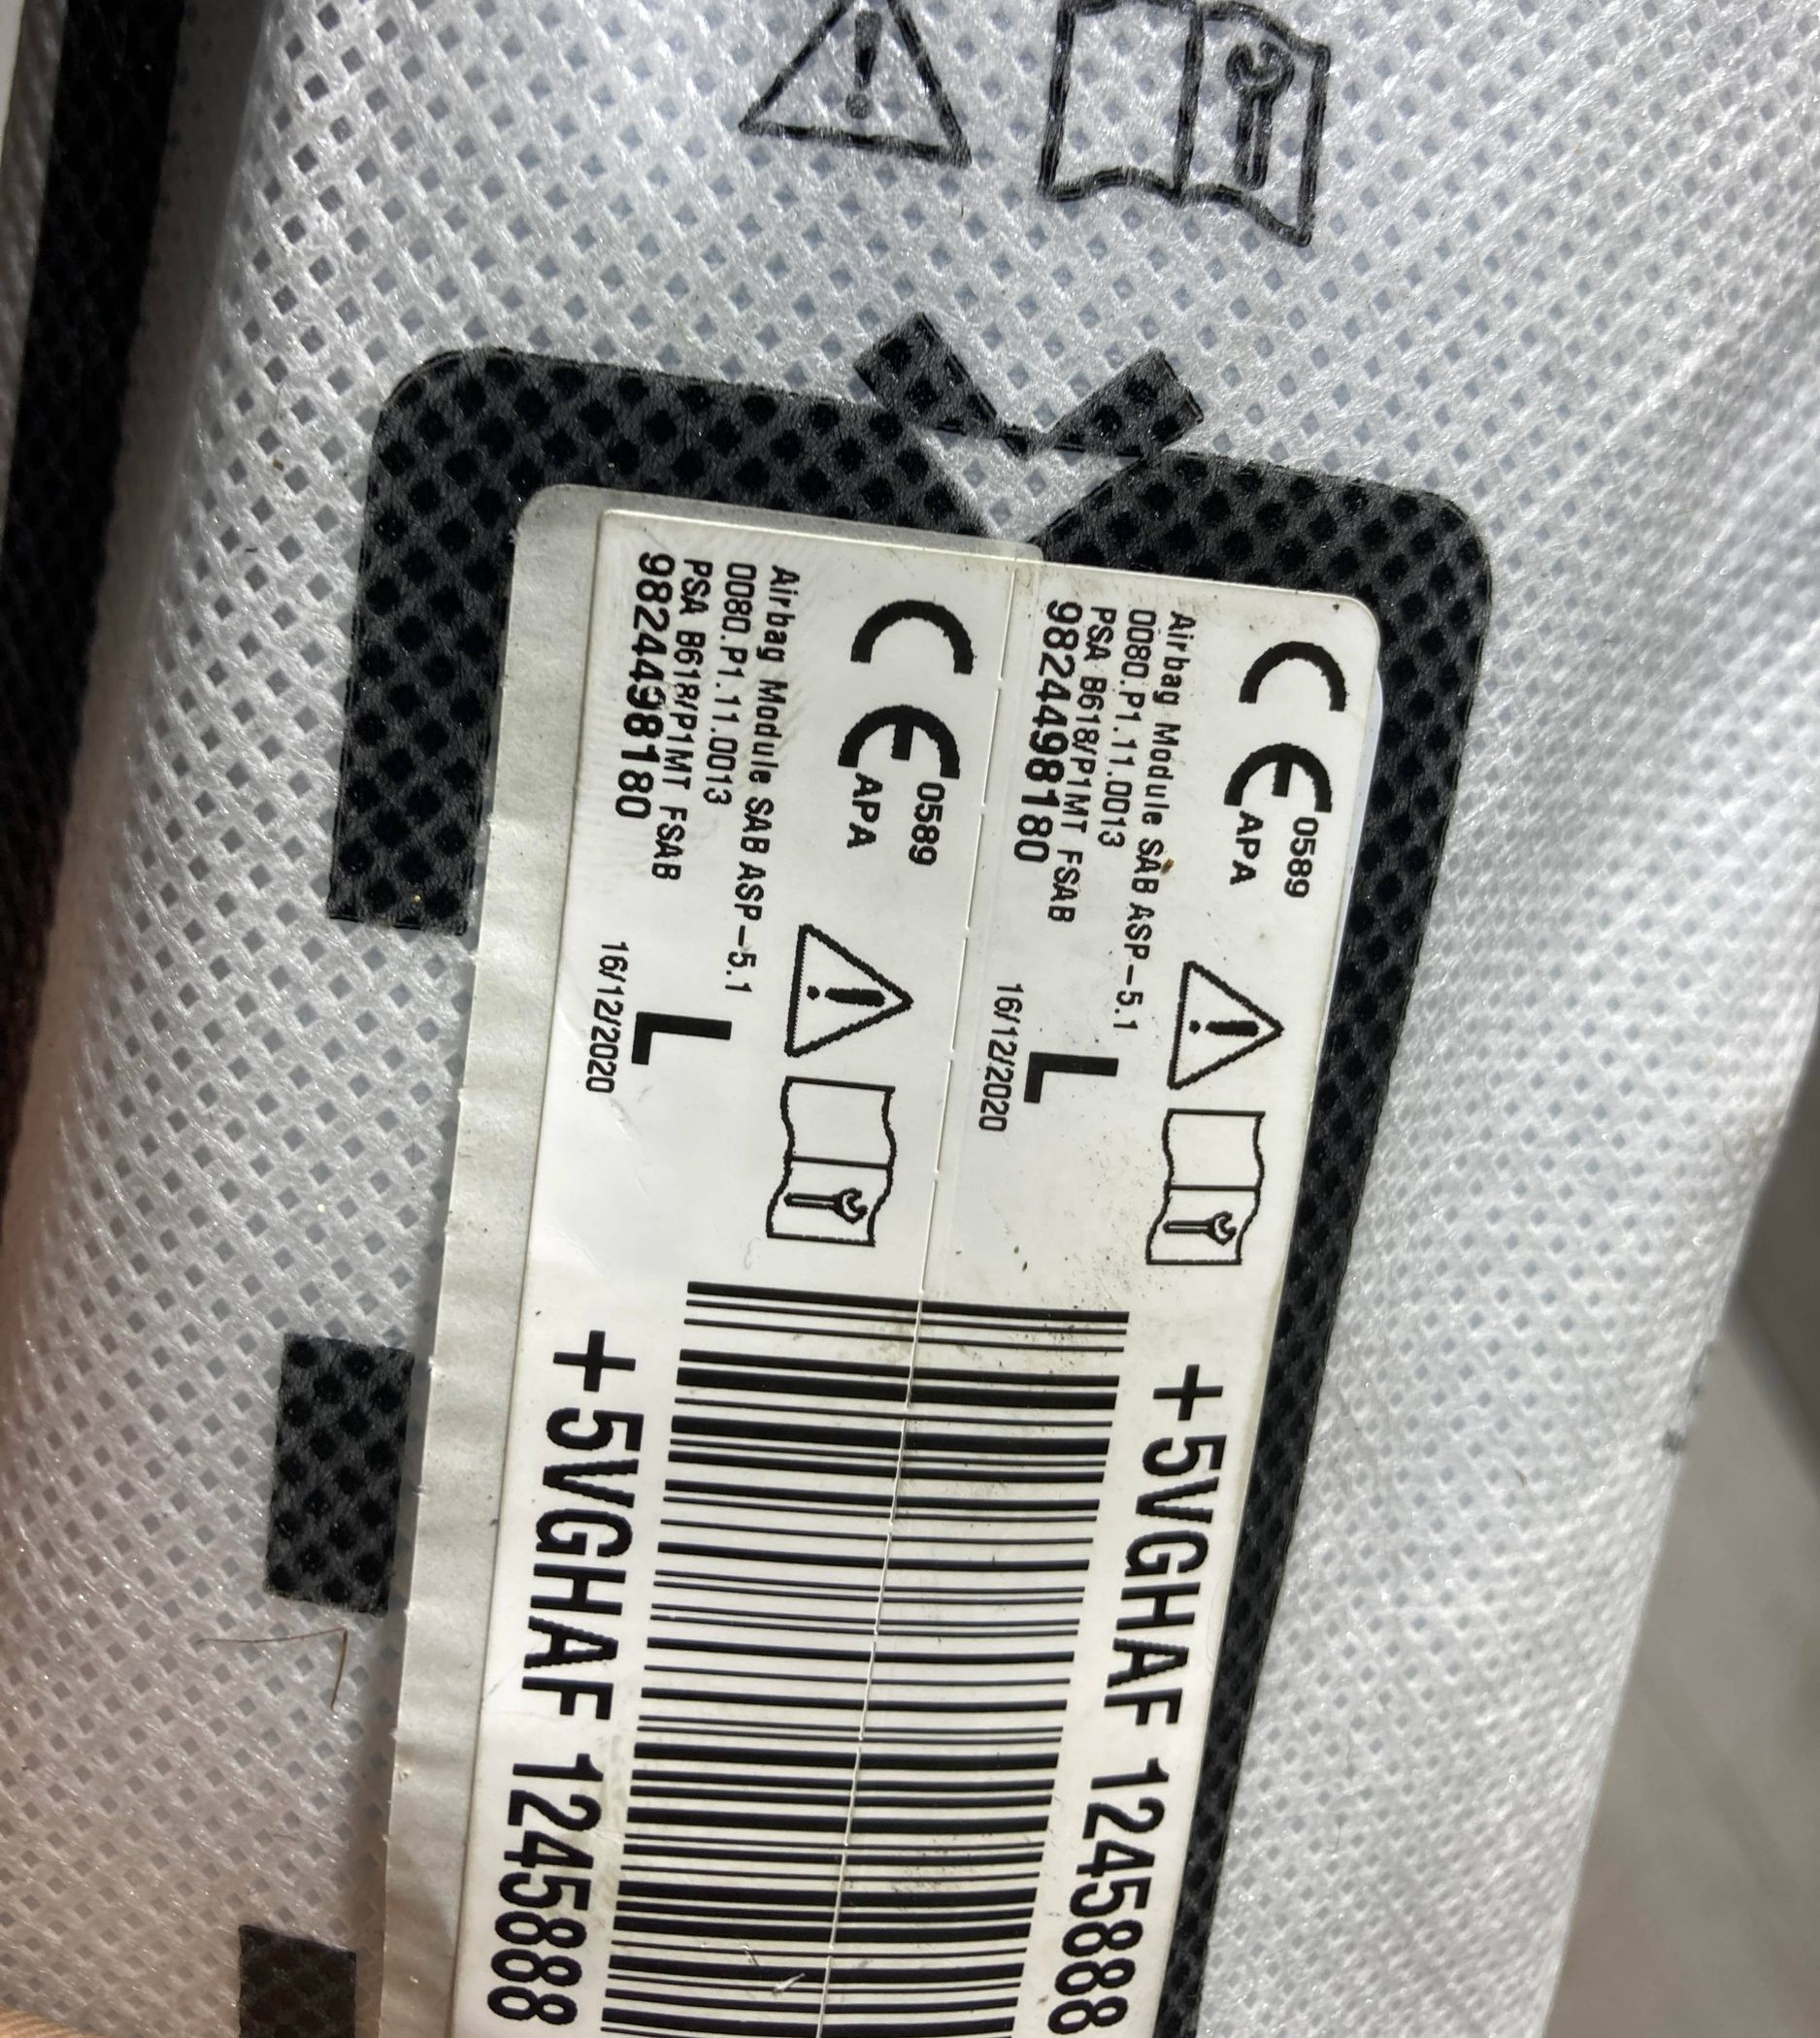 CE 0589
APA
Airbag Module SAB ASP-5.1
0080.P1.11.0013
PSA B618/P1MT FSAB
9824498180
L
16/12/2020
+5VGHAF 1245888
CE 0589
APA
Airbag Module SAB ASP-5.1
0080.P1.11.0013
PSA B618/P1MT FSAB
9824498180
L
16/12/2020
+5VGHAF 1245888